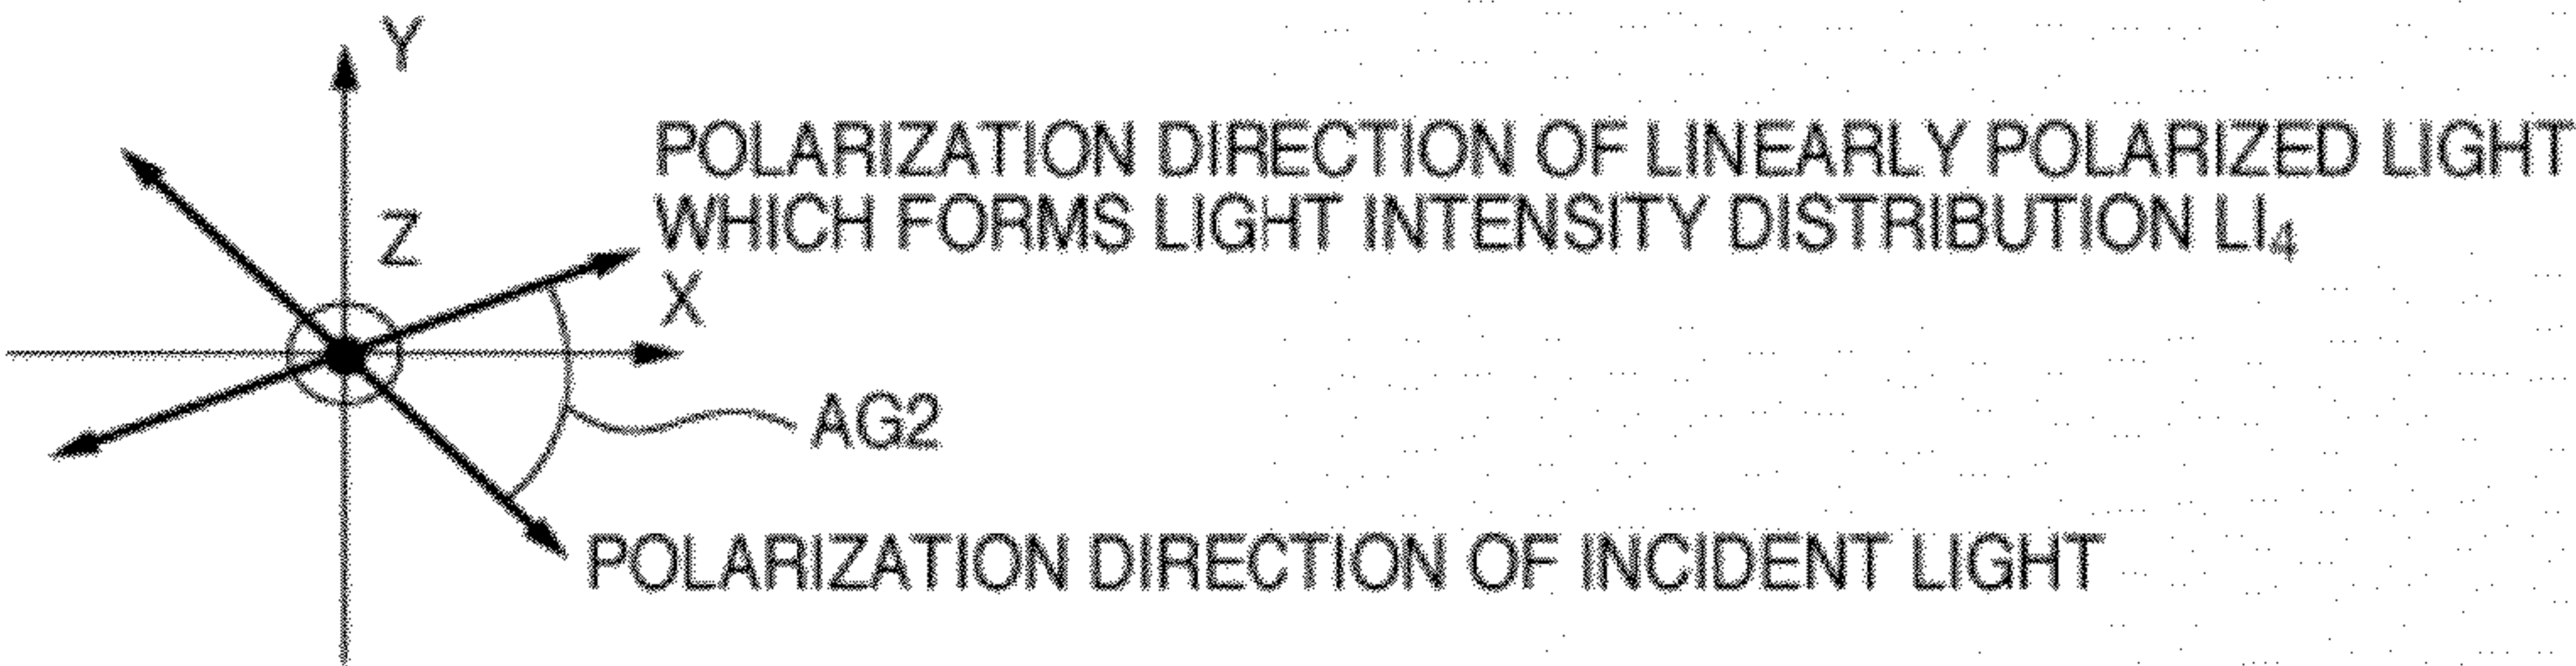 Y
POLARIZATION DIRECTION OF LINEARLY POLARIZED LIGHT
WHICH FORMS LIGHT INTENSITY DISTRIBUTION LI₄
Z
X
AG2
POLARIZATION DIRECTION OF INCIDENT LIGHT